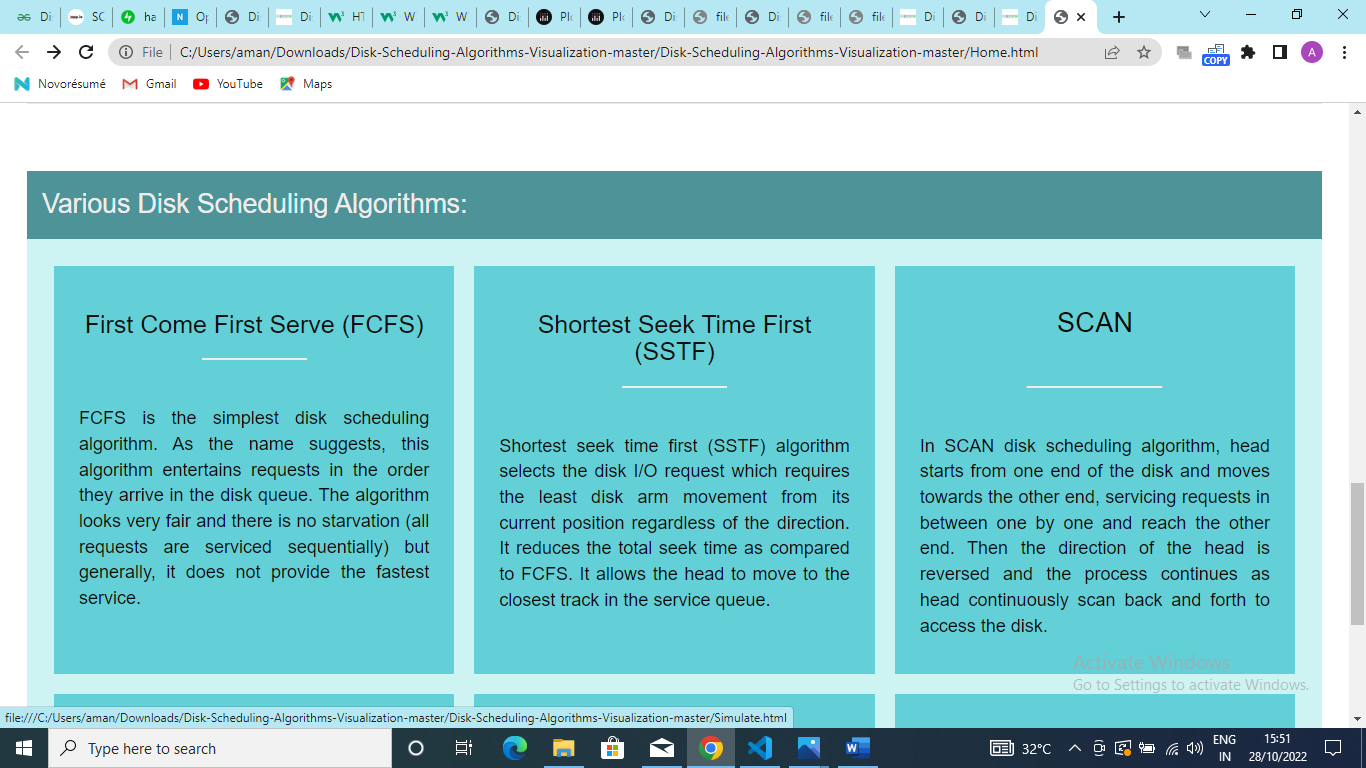 Di
SC
ha
N Op
Di
Di
HT
W
W
Di
Plo
Plo
Di
file
Di
file
file
Di
Di
Di
File | C:/Users/aman/Downloads/Disk-Scheduling-Algorithms-Visualization-master/Disk-Scheduling-Algorithms-Visualization-master/Home.html
COPY
A
Novorésumé Gmail YouTube Maps
Various Disk Scheduling Algorithms:
First Come First Serve (FCFS)
FCFS is the simplest disk scheduling
algorithm. As the name suggests, this
algorithm entertains requests in the order
they arrive in the disk queue. The algorithm
looks very fair and there is no starvation (all
requests are serviced sequentially) but
generally, it does not provide the fastest
service.
Shortest Seek Time First
(SSTF)
Shortest seek time first (SSTF) algorithm
selects the disk I/O request which requires
the least disk arm movement from its
current position regardless of the direction.
It reduces the total seek time as compared
to FCFS. It allows the head to move to the
closest track in the service queue.
SCAN
In SCAN disk scheduling algorithm, head
starts from one end of the disk and moves
towards the other end, servicing requests in
between one by one and reach the other
end. Then the direction of the head is
reversed and the process continues as
head continuously scan back and forth to
access the disk.
Activate Windows
Go to Settings to activate Windows.
file:///C:/Users/aman/Downloads/Disk-Scheduling-Algorithms-Visualization-master/Disk-Scheduling-Algorithms-Visualization-master/Simulate.html
Type here to search
32°C
ENG
IN
15:51
28/10/2022